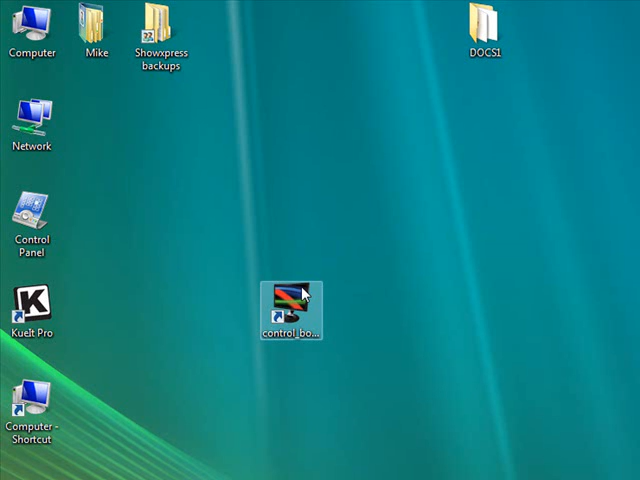 Computer
Mike
Showxpress
backups
DOCS1
Network
Control
Panel
K
KueIt Pro
control_bo...
Computer -
Shortcut